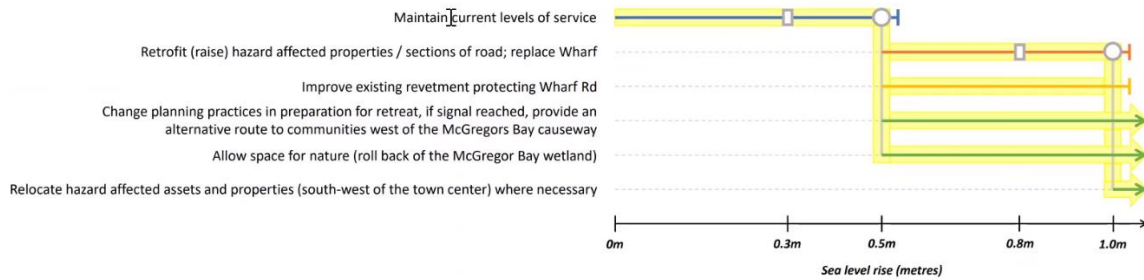 Maintain current levels of service
Retrofit (raise) hazard affected properties / sections of road; replace Wharf
Improve existing revetment protecting Wharf Rd
Change planning practices in preparation for retreat, if signal reached, provide an
alternative route to communities west of the McGregors Bay causeway
Allow space for nature (roll back of the McGregor Bay wetland)
Relocate hazard affected assets and properties (south-west of the town center) where necessary
0m 0.3m 0.5m 0.8m 1.0m
Sea level rise (metres)